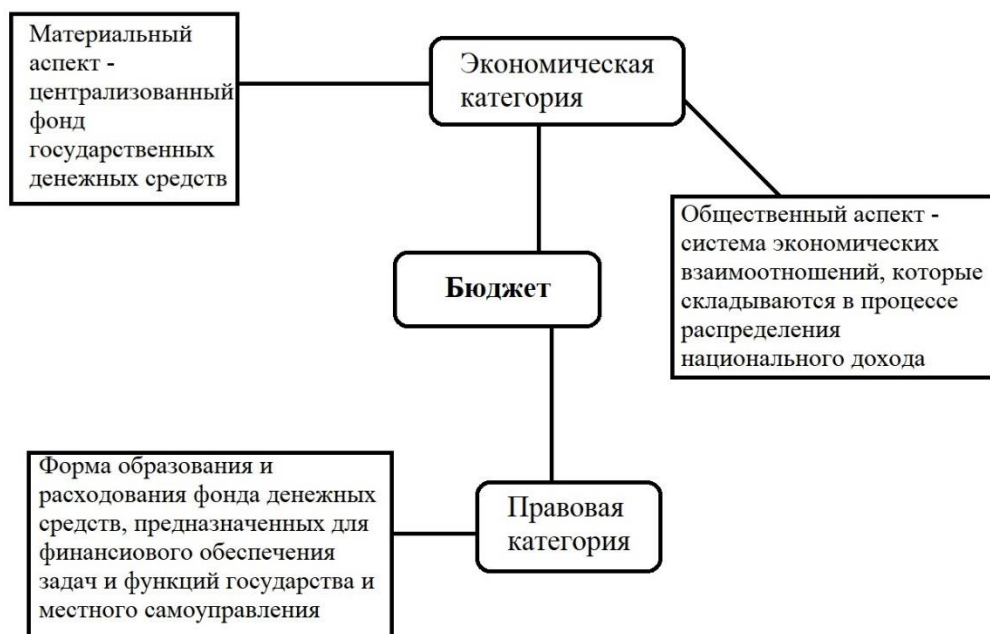 Материальный
аспект -
централизованный
фонд
государственных
денежных средств
Экономическая
категория
Общественный аспект -
система экономических
взаимоотношений, которые
складываются в процессе
распределения
национального дохода
Бюджет
Форма образования и
расходования фонда денежных
средств, предназначенных для
финансиового обеспечения
задач и функций государства и
местного самоуправления
Правовая
категория